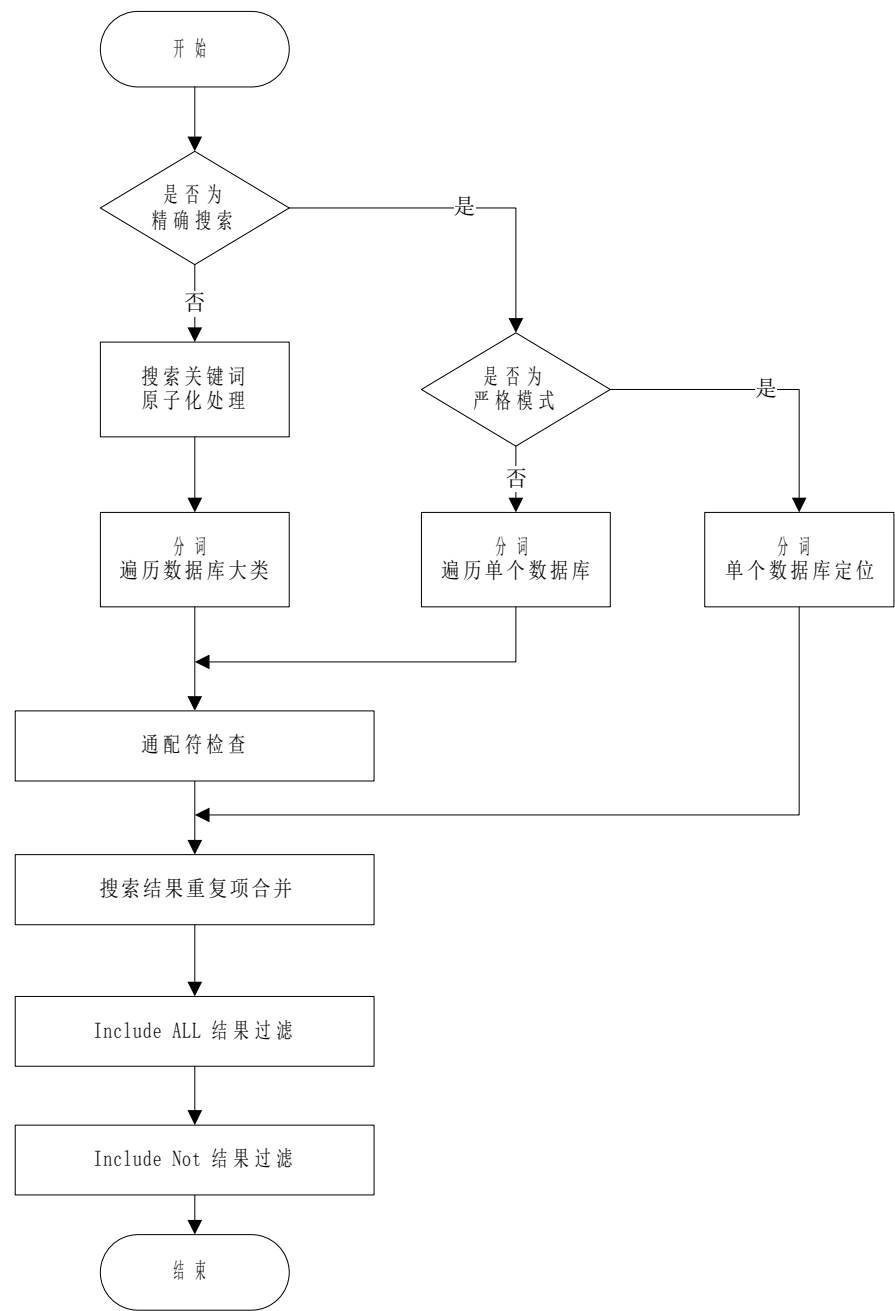 开始
是否为
精确搜索
是
否
搜索关键词
原子化处理
是否为
严格模式
是
否
分词
遍历数据库大类
分词
遍历单个数据库
分词
单个数据库定位
通配符检查
搜索结果重复项合并
Include ALL 结果过滤
Include Not 结果过滤
结束